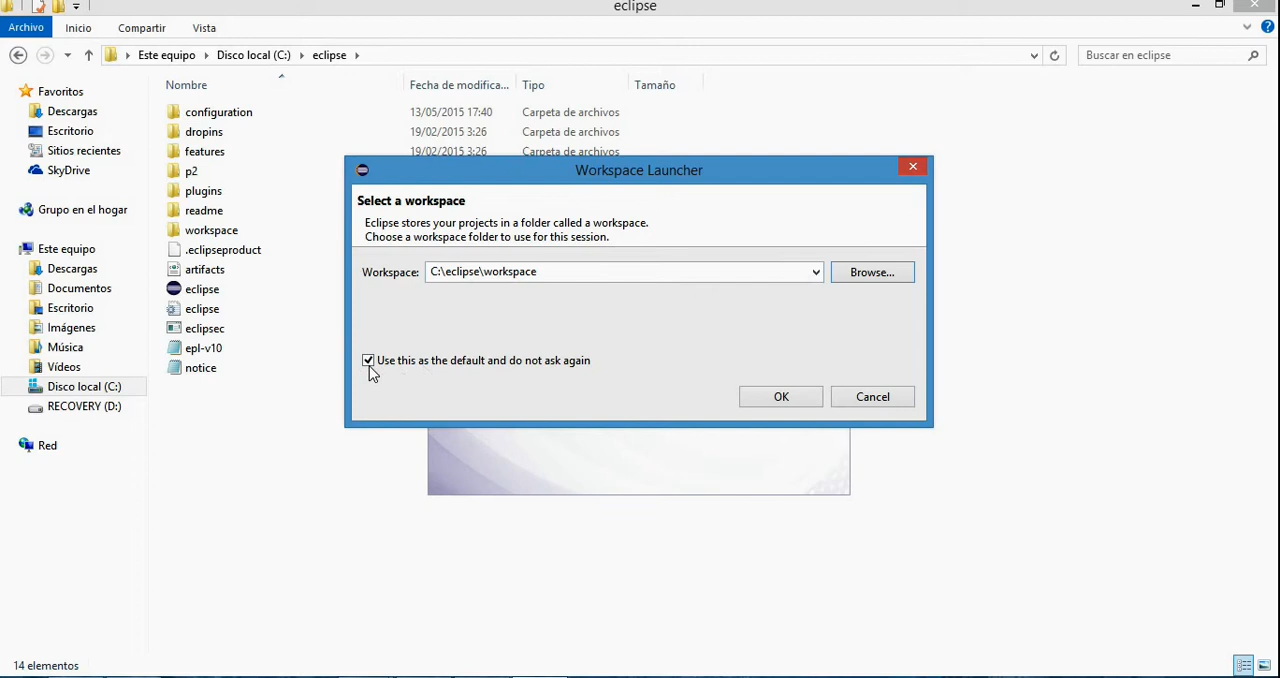 eclipse
Archivo Inicio Compartir Vista
Este equipo Disco local (C:) eclipse Buscar en eclipse
Nombre Fecha de modifica... Tipo Tamaño
Favoritos
Descargas
Escritorio
Sitios recientes
SkyDrive
Grupo en el hogar
Este equipo
Descargas
Documentos
Escritorio
Imágenes
Música
Vídeos
Disco local (C:)
RECOVERY (D:)
Red
configuration 13/05/2015 17:40 Carpeta de archivos
dropins 19/02/2015 3:26 Carpeta de archivos
features 19/02/2015 3:26 Carpeta de archivos
p2
plugins
readme
workspace
.eclipseproduct
artifacts
eclipse
eclipse
eclipsec
epl-v10
notice
Workspace Launcher
Select a workspace
Eclipse stores your projects in a folder called a workspace.
Choose a workspace folder to use for this session.
Workspace: C:\eclipse\workspace Browse...
Use this as the default and do not ask again
OK Cancel
14 elementos